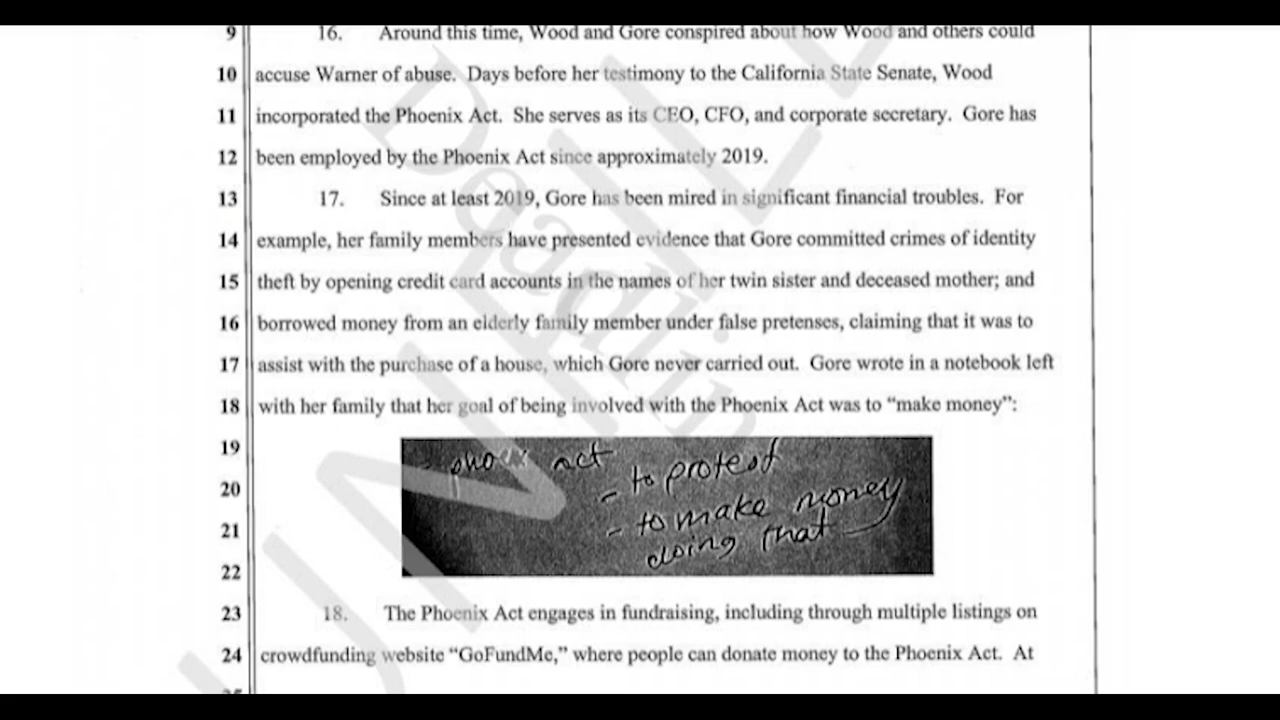 9 16. Around this time, Wood and Gore conspired about how Wood and others could
10 accuse Warner of abuse. Days before her testimony to the California State Senate, Wood
11 incorporated the Phoenix Act. She serves as its CEO, CFO, and corporate secretary. Gore has
12 been employed by the Phoenix Act since approximately 2019.
13 17. Since at least 2019, Gore has been mired in significant financial troubles. For
14 example, her family members have presented evidence that Gore committed crimes of identity
15 theft by opening credit card accounts in the names of her twin sister and deceased mother; and
16 borrowed money from an elderly family member under false pretenses, claiming that it was to
17 assist with the purchase of a house, which Gore never carried out. Gore wrote in a notebook left
18 with her family that her goal of being involved with the Phoenix Act was to “make money”:
19 act
- to protest
20
- to make money
21 doing that
22
23 18. The Phoenix Act engages in fundraising, including through multiple listings on
24 crowdfunding website “GoFundMe,” where people can donate money to the Phoenix Act. At